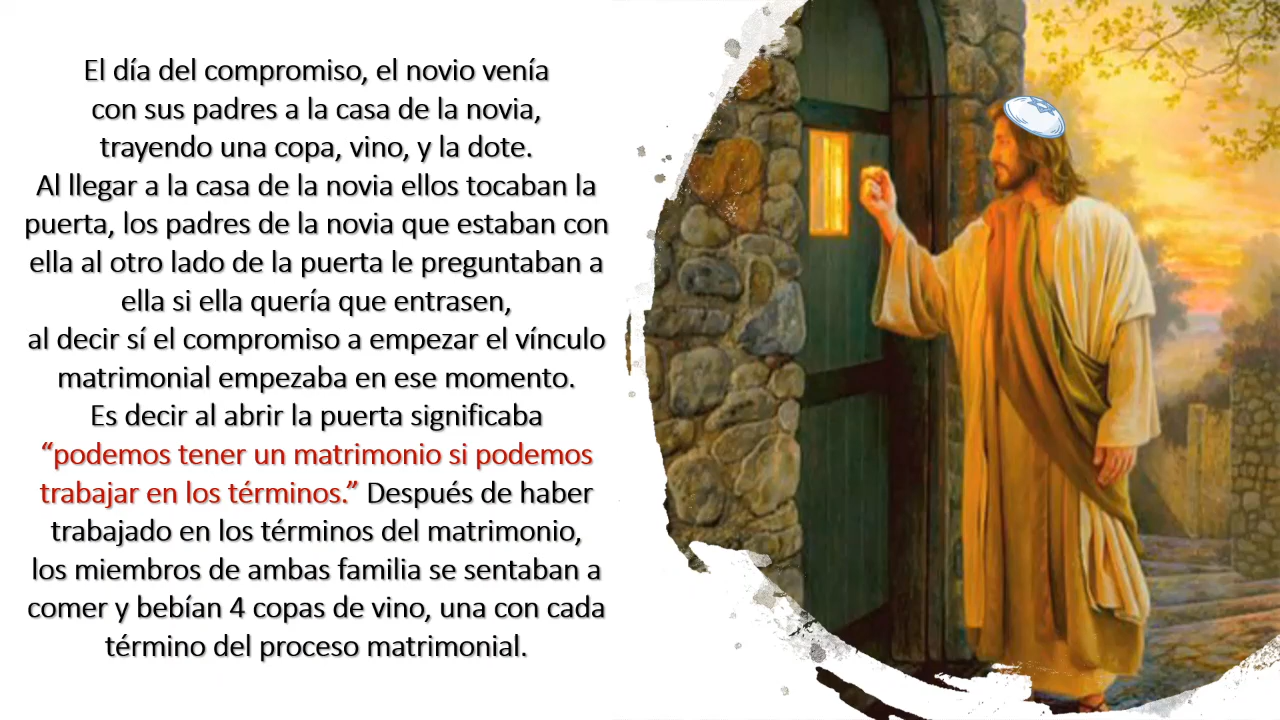 El día del compromiso, el novio venía
con sus padres a la casa de la novia,
trayendo una copa, vino, y la dote.
Al llegar a la casa de la novia ellos tocaban la
puerta, los padres de la novia que estaban con
ella al otro lado de la puerta le preguntaban a
ella si ella quería que entrasen,
al decir sí el compromiso a empezar el vínculo
matrimonial empezaba en ese momento.
Es decir al abrir la puerta significaba
“podemos tener un matrimonio si podemos
trabajar en los términos.” Después de haber
trabajado en los términos del matrimonio,
los miembros de ambas familia se sentaban a
comer y bebían 4 copas de vino, una con cada
término del proceso matrimonial.